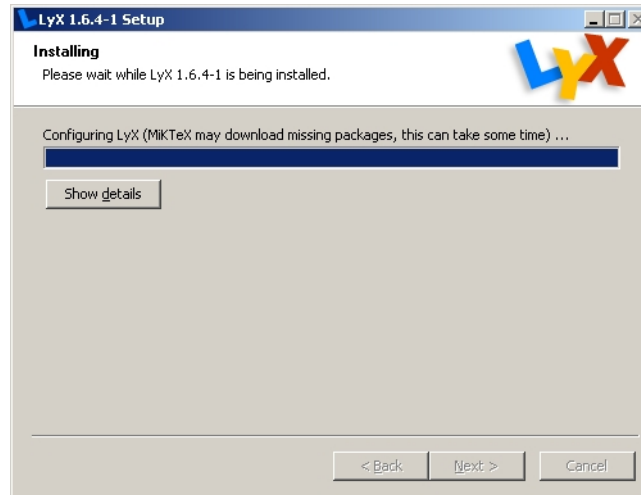 LyX 1.6.4-1 Setup
Installing
Please wait while LyX 1.6.4-1 is being installed.
LYX
Configuring LyX (MiKTeX may download missing packages, this can take some time) ...
Show details
< Back Next > Cancel